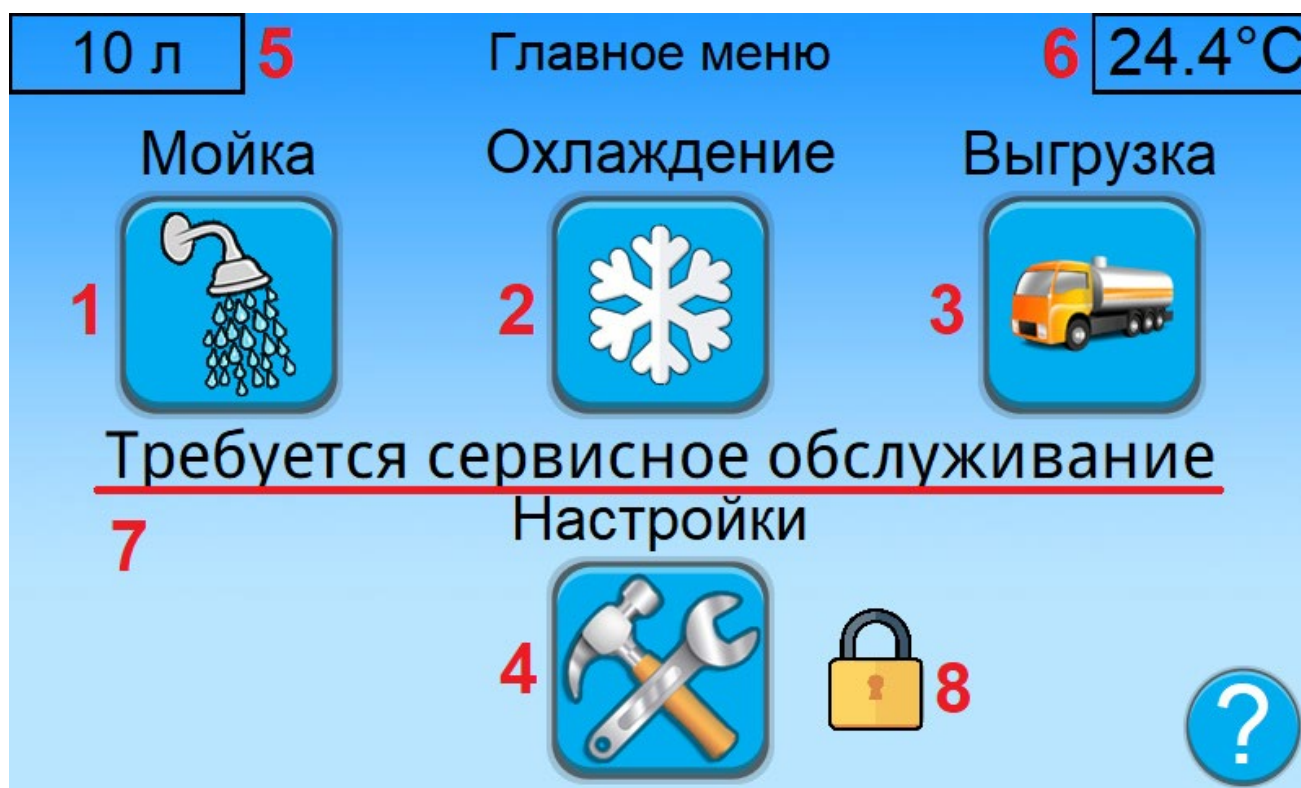 10 л 5 Главное меню 6 24.4°C
Мойка Охлаждение Выгрузка
1 2 3
Требуется сервисное обслуживание
7 Настройки
4 8
?